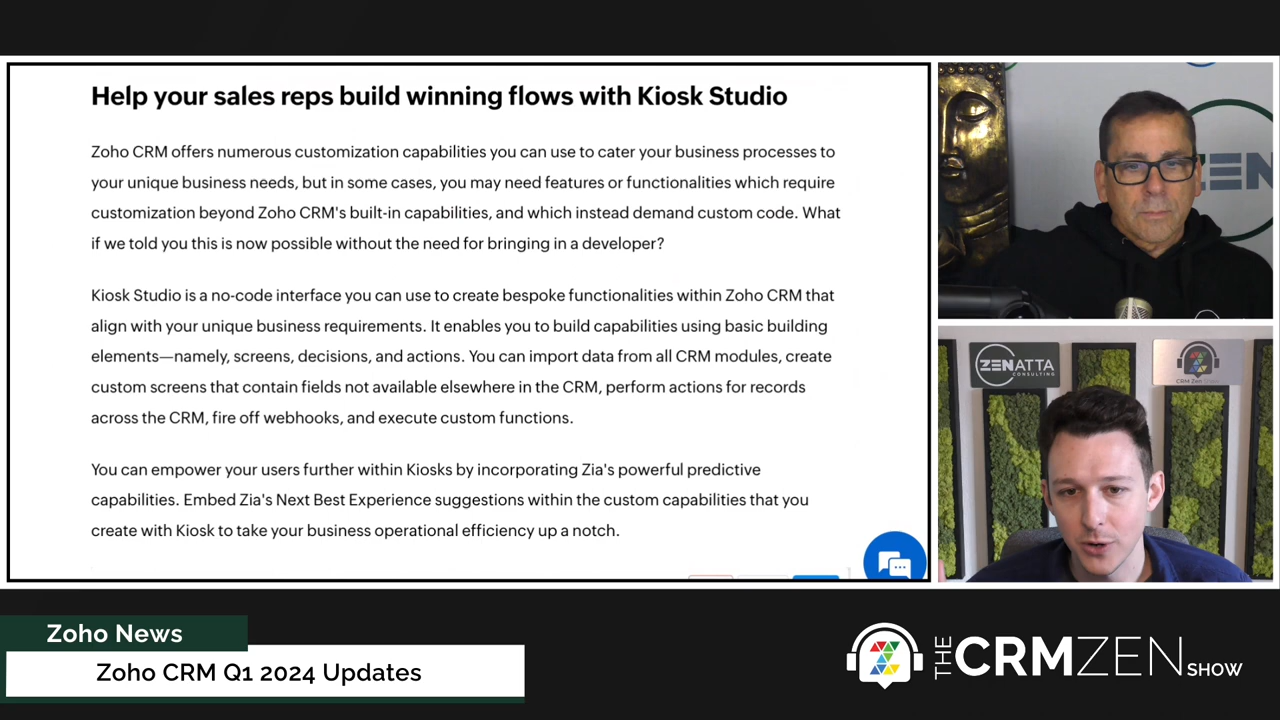 Help your sales reps build winning flows with Kiosk Studio
Zoho CRM offers numerous customization capabilities you can use to cater your business processes to
your unique business needs, but in some cases, you may need features or functionalities which require
customization beyond Zoho CRM's built-in capabilities, and which instead demand custom code. What
if we told you this is now possible without the need for bringing in a developer?
Kiosk Studio is a no-code interface you can use to create bespoke functionalities within Zoho CRM that
align with your unique business requirements. It enables you to build capabilities using basic building
elements—namely, screens, decisions, and actions. You can import data from all CRM modules, create
custom screens that contain fields not available elsewhere in the CRM, perform actions for records
across the CRM, fire off webhooks, and execute custom functions.
You can empower your users further within Kiosks by incorporating Zia's powerful predictive
capabilities. Embed Zia's Next Best Experience suggestions within the custom capabilities that you
create with Kiosk to take your business operational efficiency up a notch.
ZEN
ZENATTA
CONSULTING
CRM Zen Show
Zoho News
Zoho CRM Q1 2024 Updates
THE CRMZEN SHOW